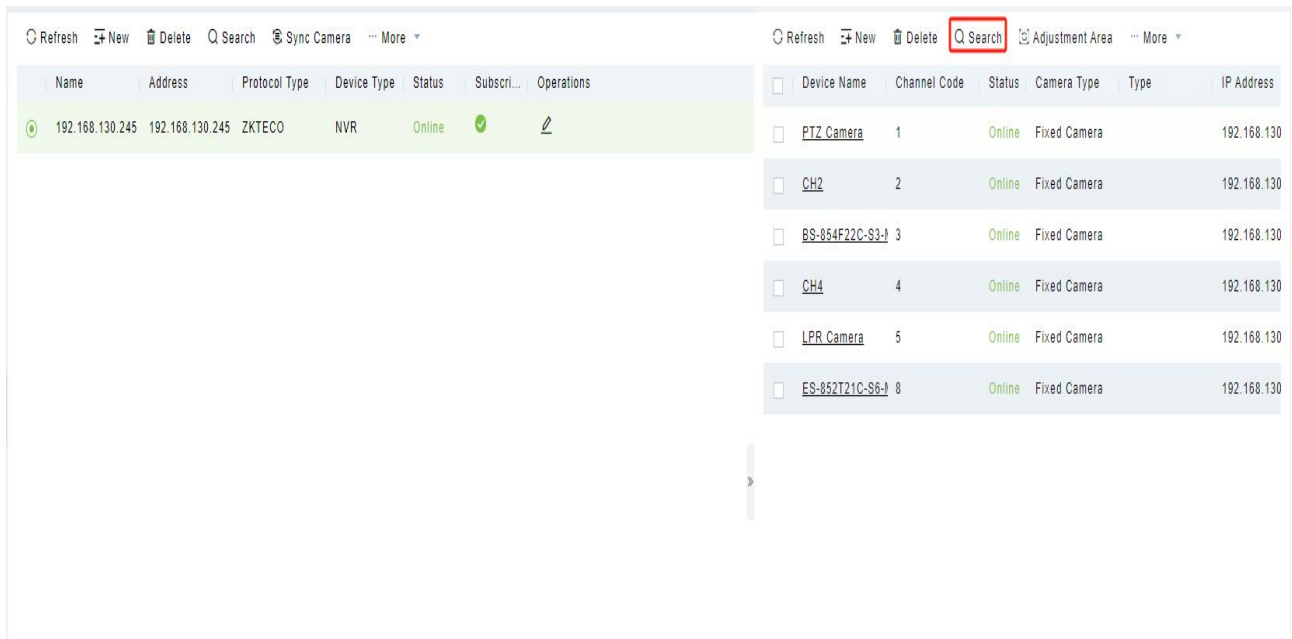 Refresh New Delete Search Sync Camera ··· More
Name Address Protocol Type Device Type Status Subscri... Operations
192.168.130.245 192.168.130.245 ZKTECO NVR Online
Refresh New Delete Search Adjustment Area ··· More
Device Name Channel Code Status Camera Type Type IP Address
PTZ Camera 1 Online Fixed Camera 192.168.130
CH2 2 Online Fixed Camera 192.168.130
BS-854F22C-S3- 3 Online Fixed Camera 192.168.130
CH4 4 Online Fixed Camera 192.168.130
LPR Camera 5 Online Fixed Camera 192.168.130
ES-852T21C-S6- 8 Online Fixed Camera 192.168.130